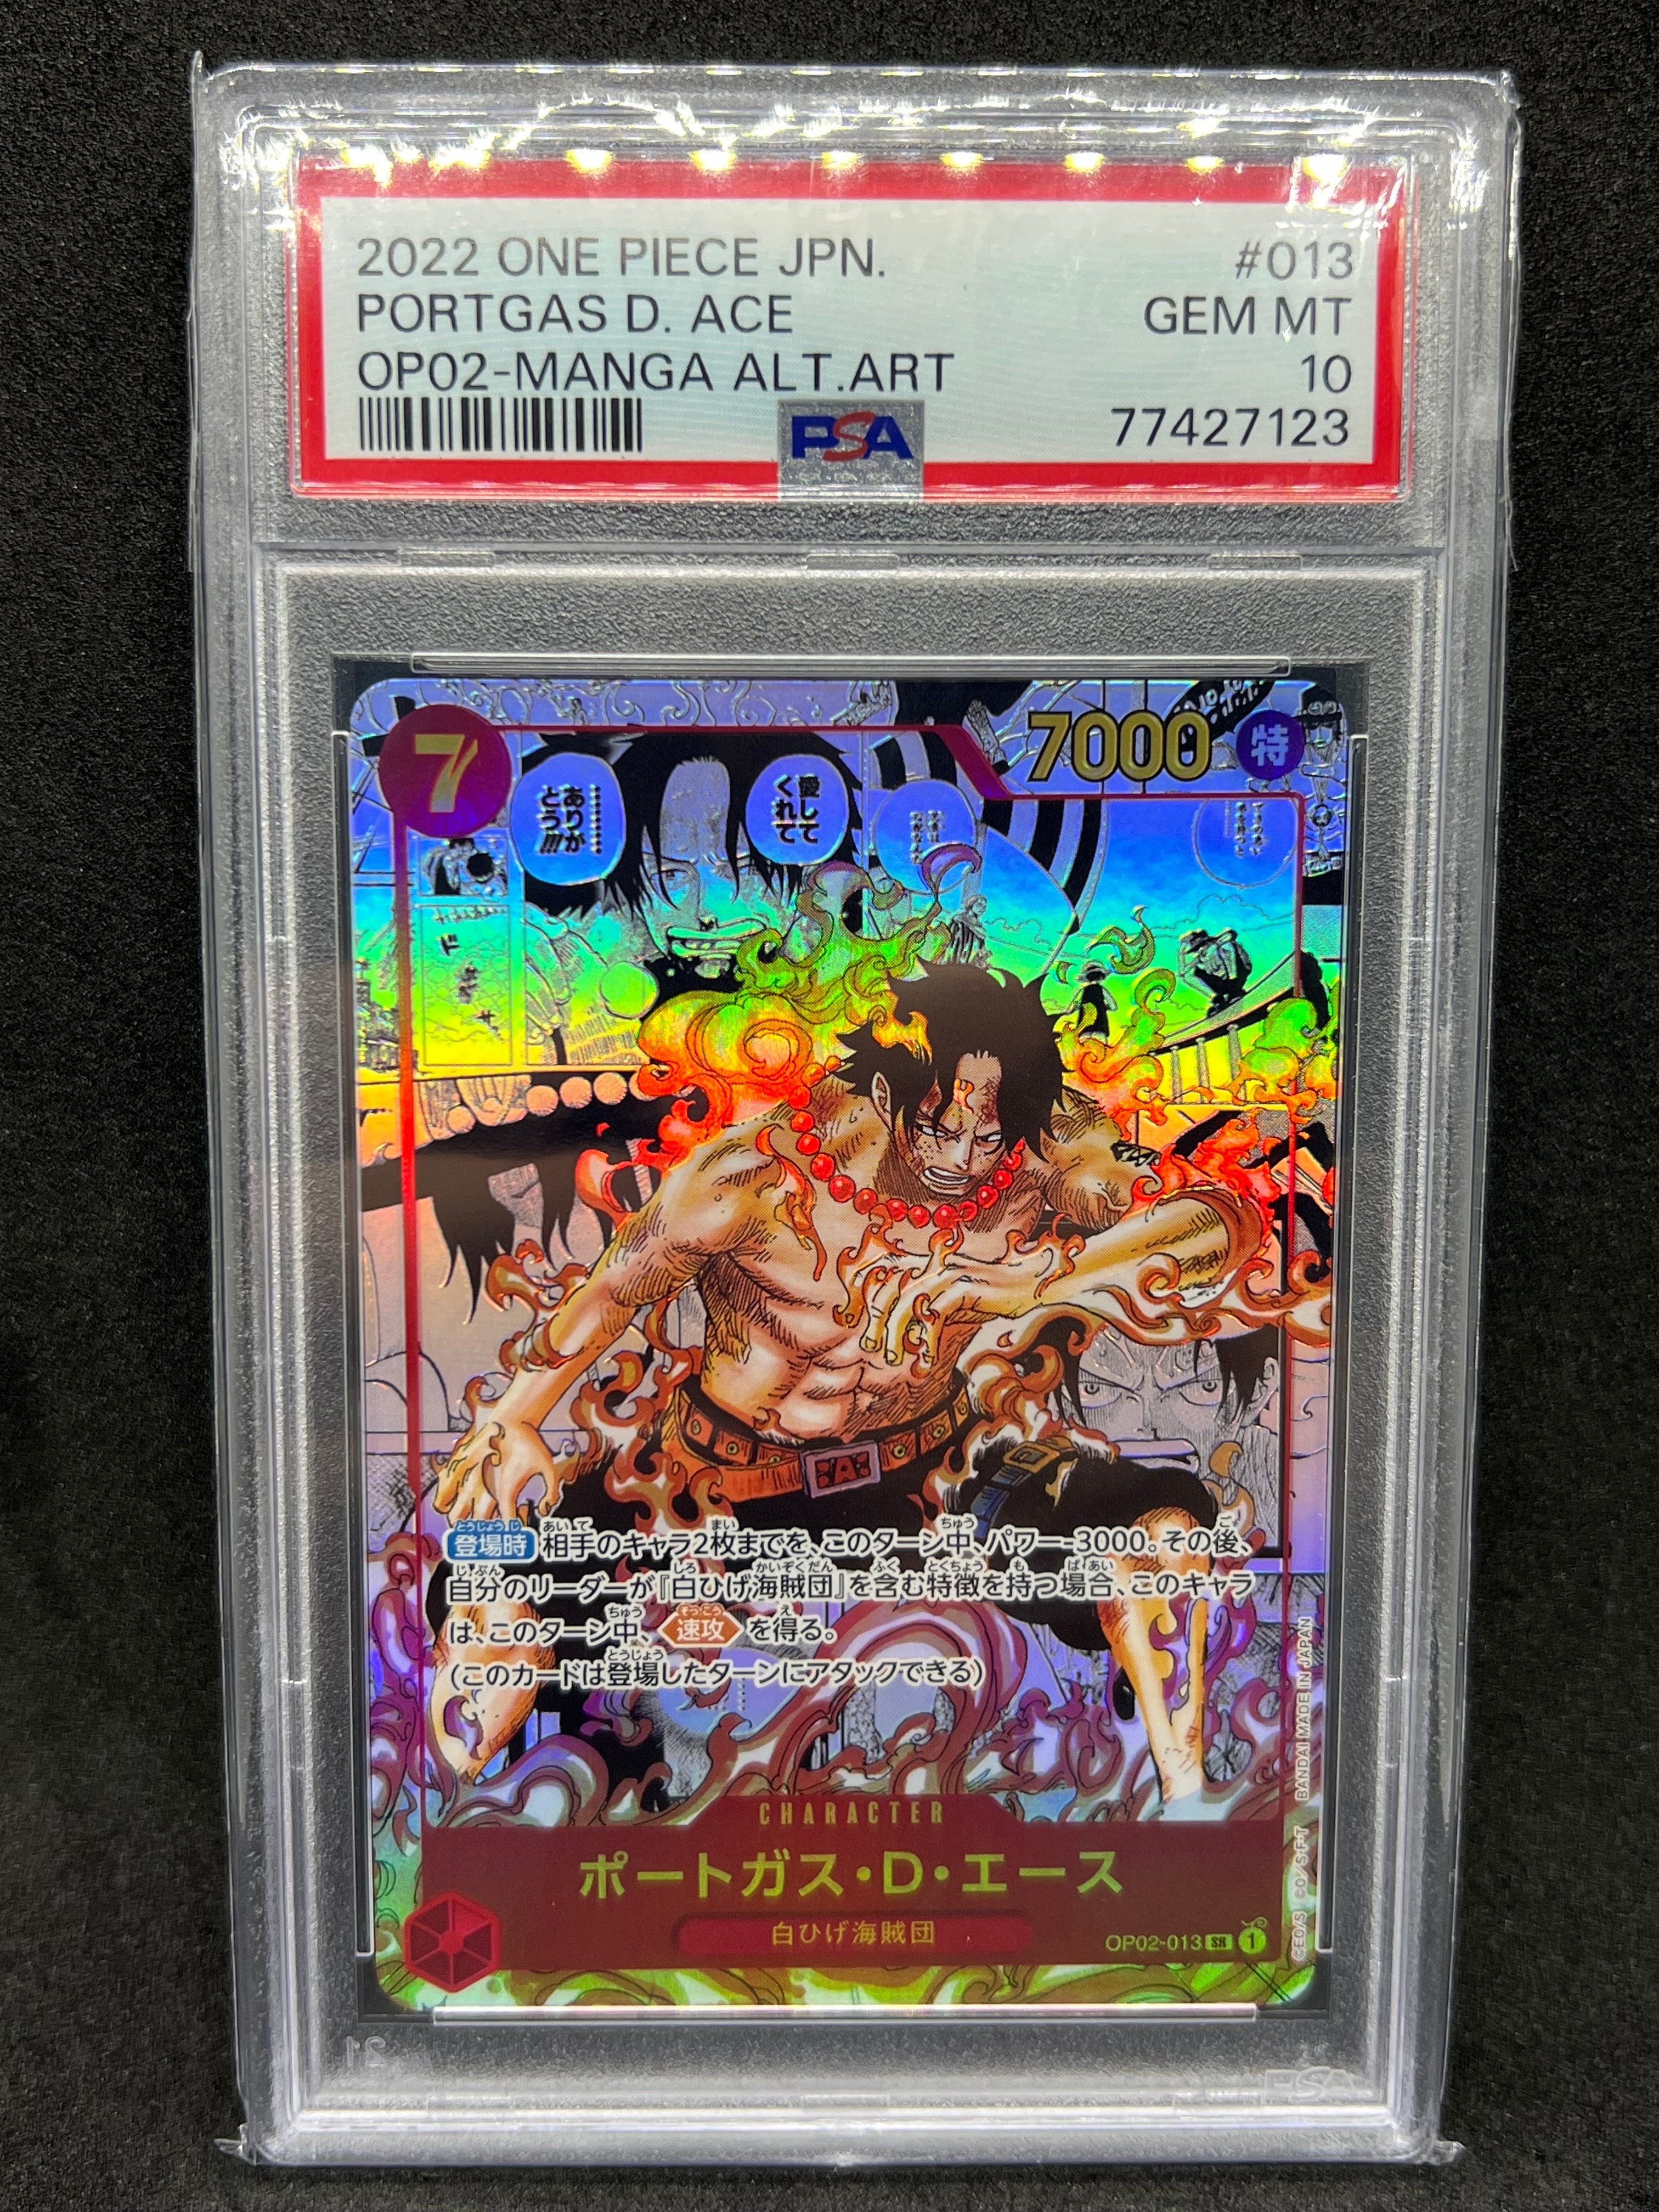 2022 ONE PIECE JPN. #013
PORTGAS D. ACE GEM MT
OP02-MANGA ALT.ART 10
PSA 77427123
7
7000 特
愛して
くれて
………
ありが
とう!!!
ドキサ
登場時 相手のキャラ2枚までを、このターン中、パワー-3000。その後、
自分のリーダーが『白ひげ海賊団』を含む特徴を持つ場合、このキャラ
は、このターン中、速攻を得る。
(このカードは登場したターンにアタックできる)
CHARACTER
ポートガス・D・エース
白ひげ海賊団
OP02-013 SR 1
©E.O/S ©O/S.F.T BANDAI MADE IN JAPAN
A
PSA